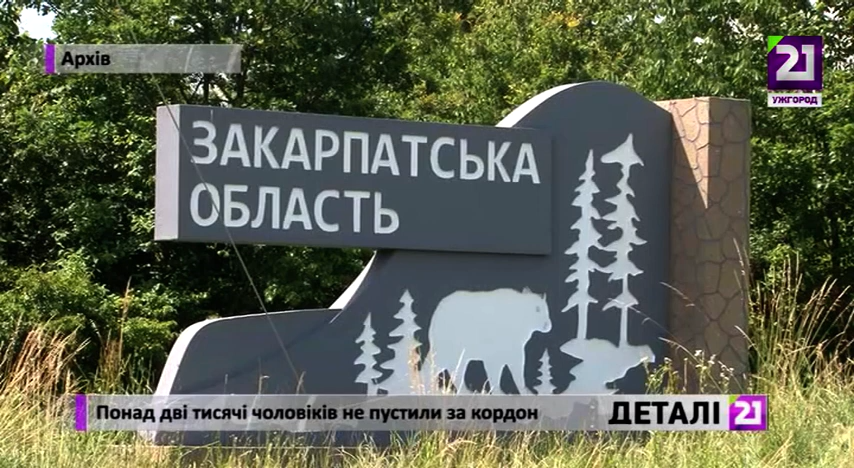 Архів
21
УЖГОРОД
ЗАКАРПАТСЬКА
ОБЛАСТЬ
Понад дві тисячі чоловіків не пустили за кордон
ДЕТАЛІ 21